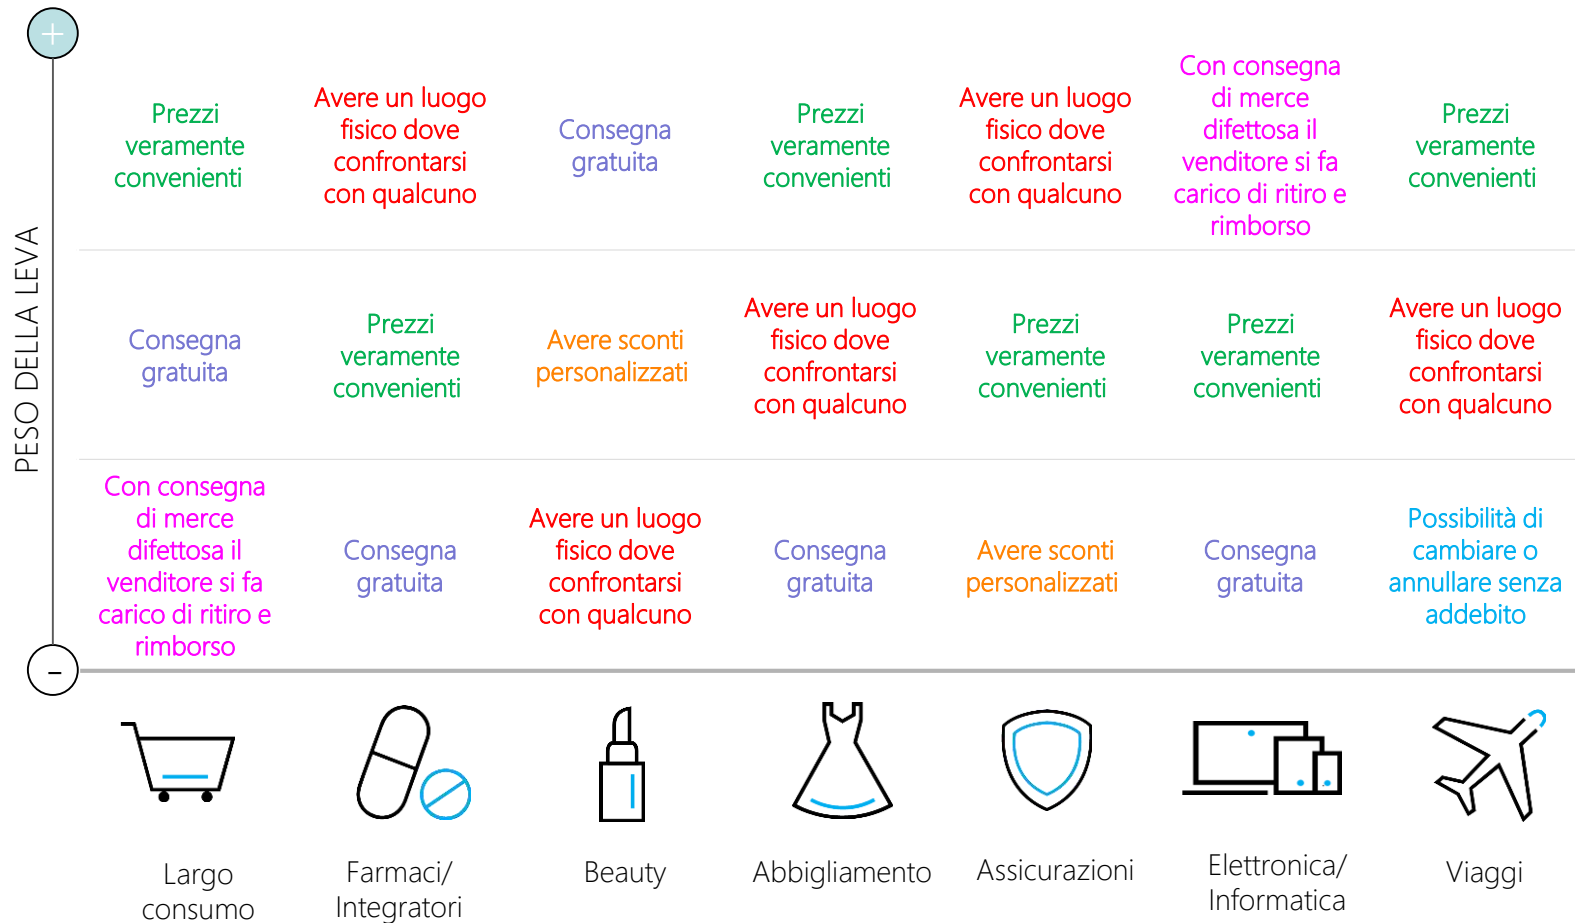 +
PESO DELLA LEVA
-
Prezzi
veramente
convenienti
Avere un luogo
fisico dove
confrontarsi
con qualcuno
Consegna
gratuita
Prezzi
veramente
convenienti
Avere un luogo
fisico dove
confrontarsi
con qualcuno
Con consegna
di merce
difettosa il
venditore si fa
carico di ritiro e
rimborso
Prezzi
veramente
convenienti
Consegna
gratuita
Prezzi
veramente
convenienti
Avere sconti
personalizzati
Avere un luogo
fisico dove
confrontarsi
con qualcuno
Prezzi
veramente
convenienti
Prezzi
veramente
convenienti
Avere un luogo
fisico dove
confrontarsi
con qualcuno
Con consegna
di merce
difettosa il
venditore si fa
carico di ritiro e
rimborso
Consegna
gratuita
Avere un luogo
fisico dove
confrontarsi
con qualcuno
Consegna
gratuita
Avere sconti
personalizzati
Consegna
gratuita
Possibilità di
cambiare o
annullare senza
addebito
Largo
consumo
Farmaci/
Integratori
Beauty
Abbigliamento
Assicurazioni
Elettronica/
Informatica
Viaggi